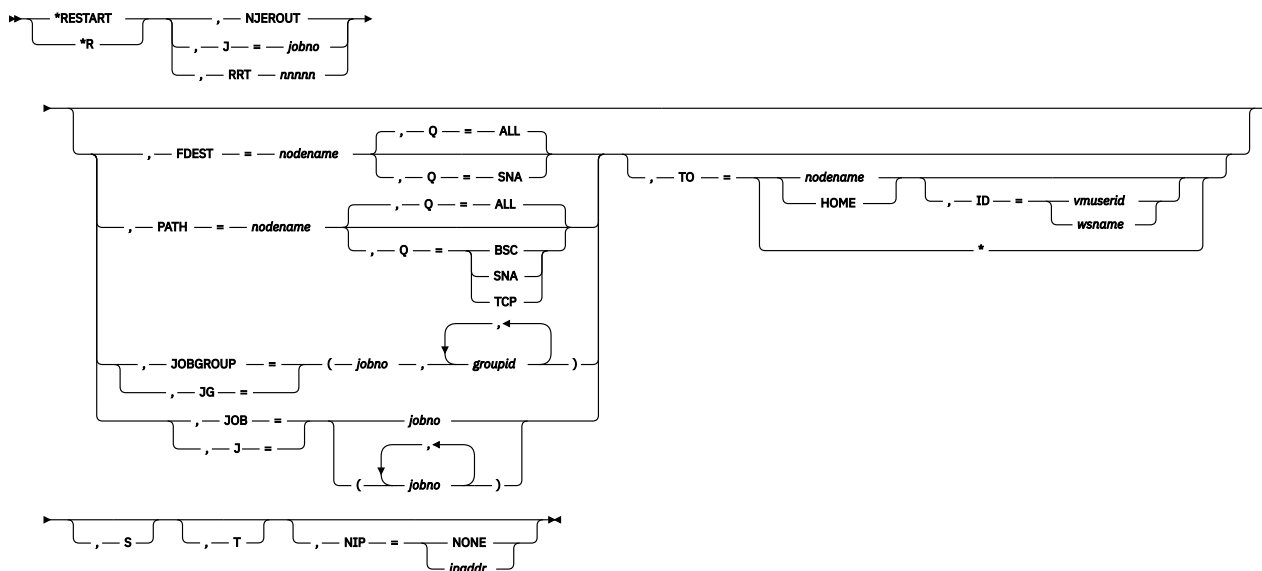 *RESTART , NJEROUT
*R , J = jobno
, RRT nnnnn
, Q = ALL
, FDEST = nodename , TO = nodename
, Q = SNA HOME , ID = vmuserid
, Q = ALL wsname
, PATH = nodename *
, Q = BSC
SNA
TCP
,
, JOBGROUP = ( jobno , groupid )
, JG =
, JOB = jobno
, J = ,
( jobno )
, S , T , NIP = NONE
ipaddr